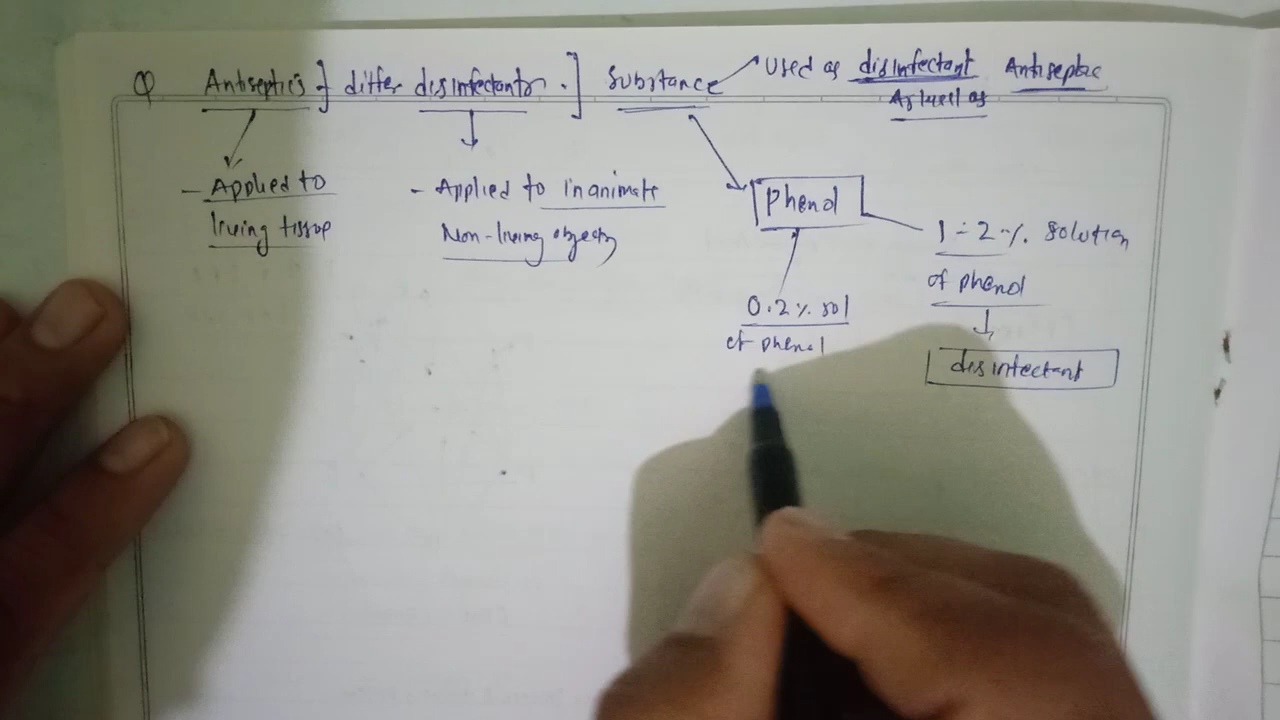 Q Antiseptics } differ disinfectants . ] Substance Used as disinfectant Antiseptic
As well as
- Applied to
living tissue
- Applied to inanimate
Non-living objects
Phenol
1-2 % solution
of phenol
disinfectant
0.2 % sol
of phenol